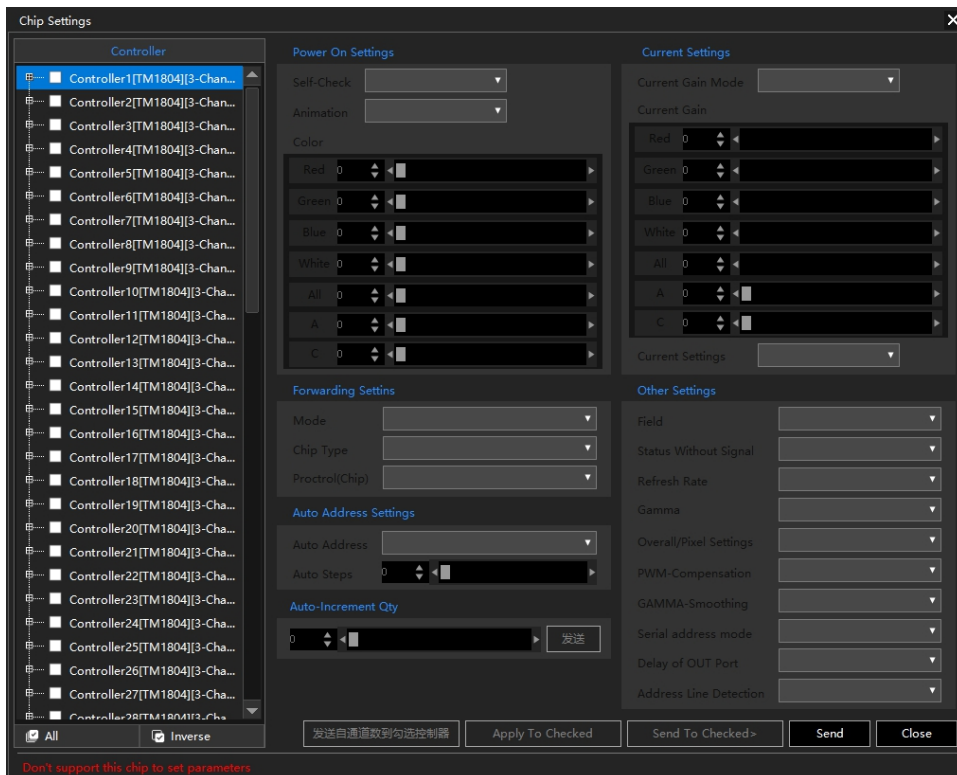 Chip Settings
Controller
Controller1[TM1804][3-Chan...
Controller2[TM1804][3-Chan...
Controller3[TM1804][3-Chan...
Controller4[TM1804][3-Chan...
Controller5[TM1804][3-Chan...
Controller6[TM1804][3-Chan...
Controller7[TM1804][3-Chan...
Controller8[TM1804][3-Chan...
Controller9[TM1804][3-Chan...
Controller10[TM1804][3-Cha...
Controller11[TM1804][3-Cha...
Controller12[TM1804][3-Cha...
Controller13[TM1804][3-Cha...
Controller14[TM1804][3-Cha...
Controller15[TM1804][3-Cha...
Controller16[TM1804][3-Cha...
Controller17[TM1804][3-Cha...
Controller18[TM1804][3-Cha...
Controller19[TM1804][3-Cha...
Controller20[TM1804][3-Cha...
Controller21[TM1804][3-Cha...
Controller22[TM1804][3-Cha...
Controller23[TM1804][3-Cha...
Controller24[TM1804][3-Cha...
Controller25[TM1804][3-Cha...
Controller26[TM1804][3-Cha...
Controller27[TM1804][3-Cha...
Controller28[TM1804][3-Cha
All
Inverse
Power On Settings
Self-Check
Animation
Color
Red 0
Green 0
Blue 0
White 0
All 0
A 0
C 0
Forwarding Settins
Mode
Chip Type
Proctrol(Chip)
Auto Address Settings
Auto Address
Auto Steps 0
Auto-Increment Qty
0 发送
Current Settings
Current Gain Mode
Current Gain
Red 0
Green 0
Blue 0
White 0
All 0
A 0
C 0
Current Settings
Other Settings
Field
Status Without Signal
Refresh Rate
Gamma
Overall/Pixel Settings
PWM-Compensation
GAMMA-Smoothing
Serial address mode
Delay of OUT Port
Address Line Detection
发送自通道数到勾选控制器
Apply To Checked
Send To Checked>
Send
Close
Don't support this chip to set parameters